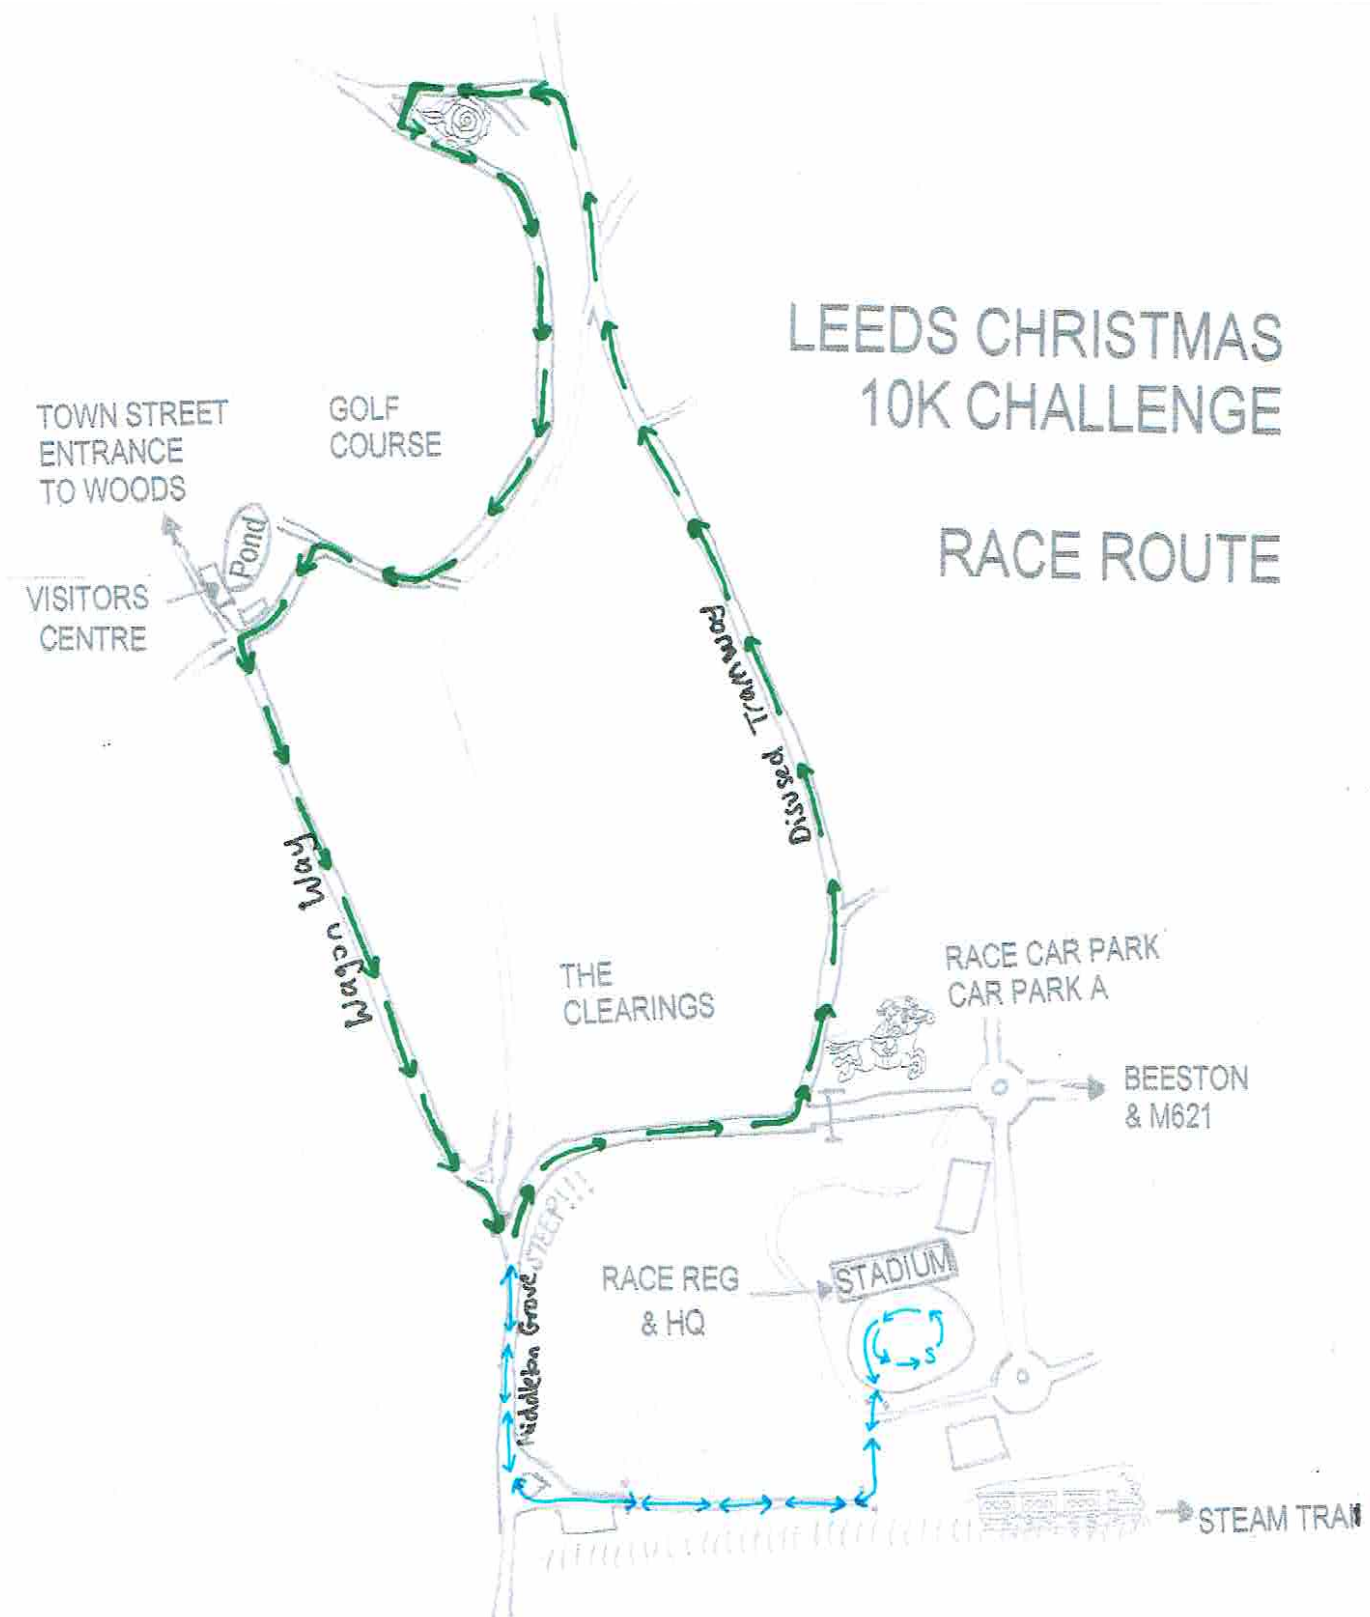 LEEDS CHRISTMAS
10K CHALLENGE
RACE ROUTE
TOWN STREET
ENTRANCE
TO WOODS
GOLF
COURSE
Pond
VISITORS
CENTRE
Disused Tramway
Wagon Way
THE
CLEARINGS
RACE CAR PARK
CAR PARK A
BEESTON
& M621
STEEP!!!
Middleton Grove
RACE REG
& HQ
STADIUM
S
STEAM TRAI